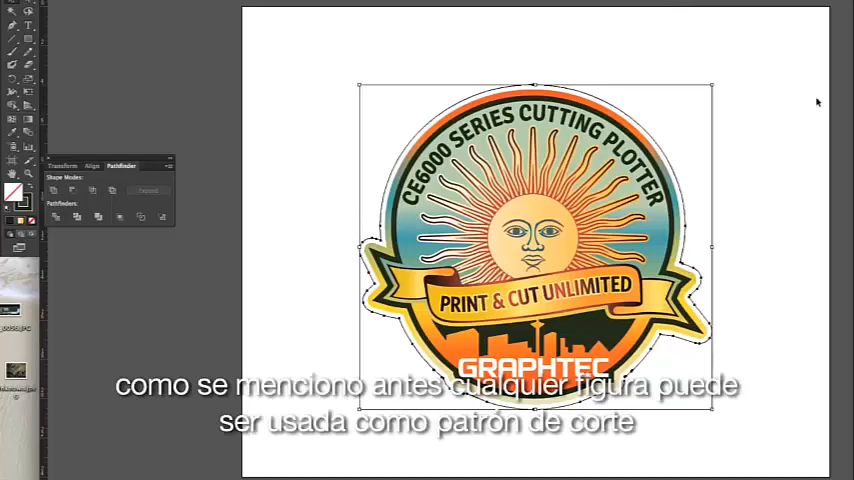 Transform Align Pathfinder
Shape Modes:
Expand
Pathfinders:
CE6000 SERIES CUTTING PLOTTER
PRINT & CUT UNLIMITED
GRAPHTEC
como se menciono antes cualquier figura puede
ser usada como patrón de corte